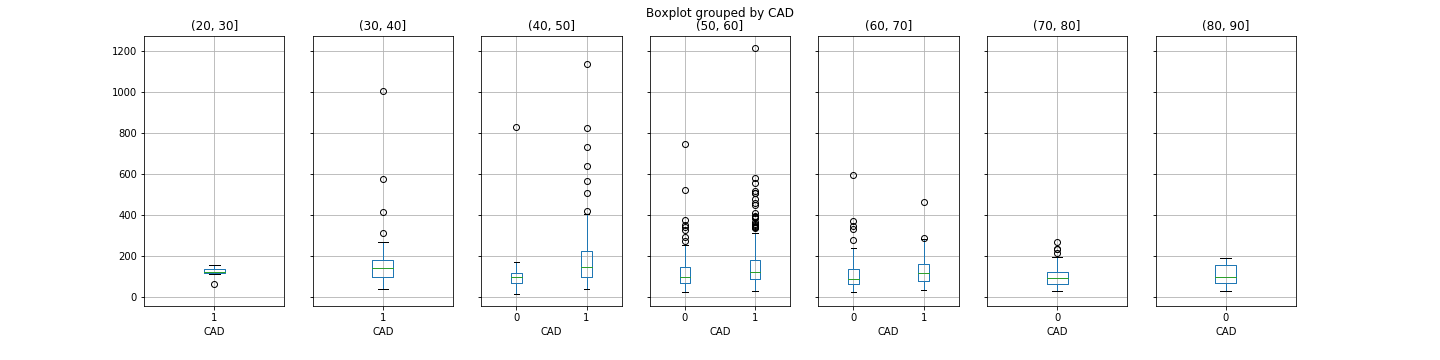 Boxplot grouped by CAD
(20, 30] (30, 40] (40, 50] (50, 60] (60, 70] (70, 80] (80, 90]
1200
1000
800
600
400
200
0
1 1 0 1 0 1 0 1 0 0
CAD CAD CAD CAD CAD CAD CAD